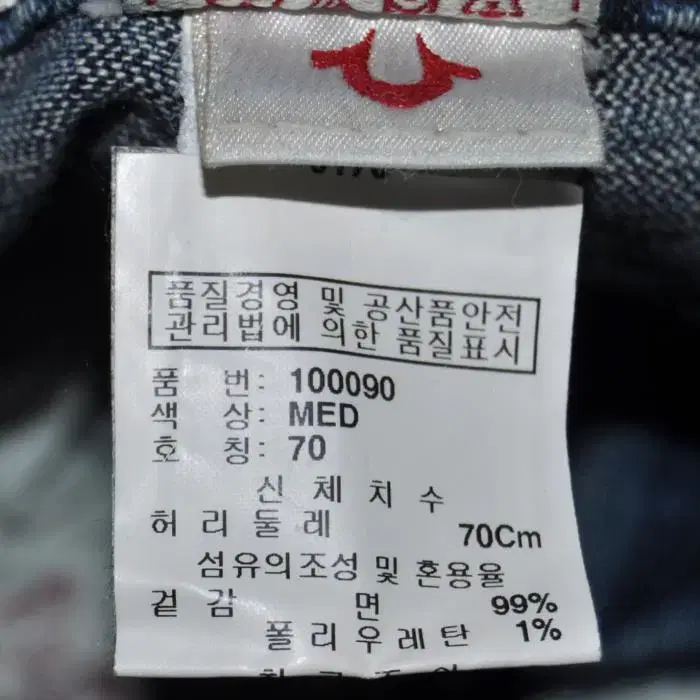 품질경영 및 공산품안전
관리법에 의한 품질표시
품 번: 100090
색 상: MED
호 칭: 70
신 체 치 수
허 리 둘 레 70Cm
섬유의조성 및 혼용율
겉 감 면 99%
폴 리 우 레 탄 1%